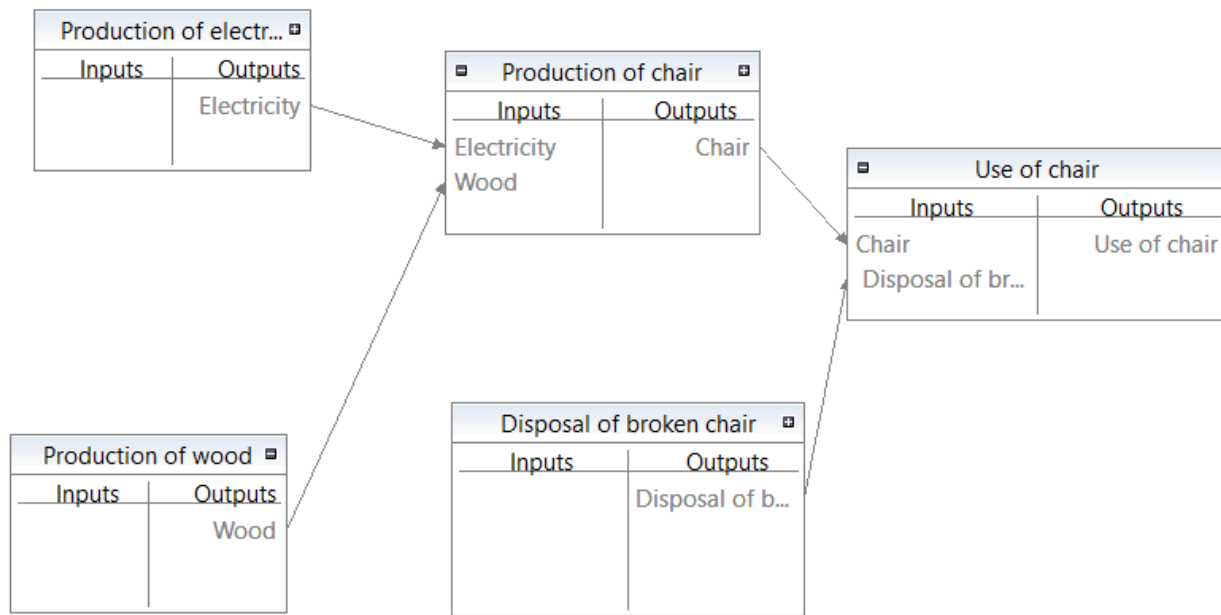 Production of electr...
Inputs Outputs
Electricity
Production of chair
Inputs Outputs
Electricity Chair
Wood
Use of chair
Inputs Outputs
Chair Use of chair
Disposal of br...
Production of wood
Inputs Outputs
Wood
Disposal of broken chair
Inputs Outputs
Disposal of b...